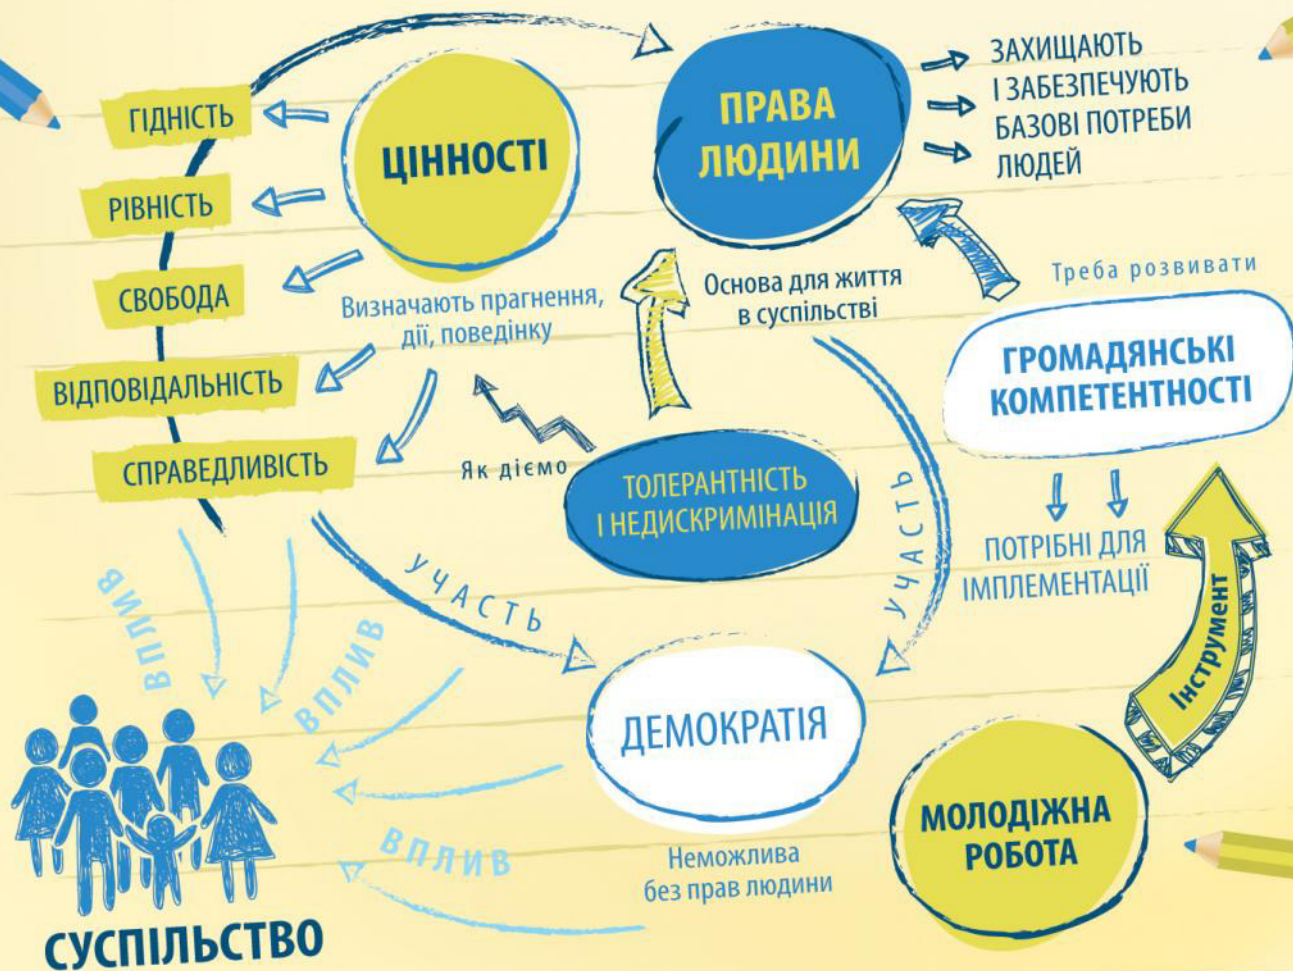 ЦІННОСТІ
Визначають прагнення,
дії, поведінку
ГІДНІСТЬ
РІВНІСТЬ
СВОБОДА
ВІДПОВІДАЛЬНІСТЬ
СПРАВЕДЛИВІСТЬ
ПРАВА
ЛЮДИНИ
ЗАХИЩАЮТЬ
І ЗАБЕЗПЕЧУЮТЬ
БАЗОВІ ПОТРЕБИ
ЛЮДЕЙ
Основа для життя
в суспільстві
Треба розвивати
ГРОМАДЯНСЬКІ
КОМПЕТЕНТНОСТІ
ПОТРІБНІ ДЛЯ
ІМПЛЕМЕНТАЦІЇ
Як діємо
ТОЛЕРАНТНІСТЬ
І НЕДИСКРИМІНАЦІЯ
УЧАСТЬ
УЧАСТЬ
Інструмент
ВПЛИВ
ВПЛИВ
ВПЛИВ
ДЕМОКРАТІЯ
Неможлива
без прав людини
МОЛОДІЖНА
РОБОТА
СУСПІЛЬСТВО